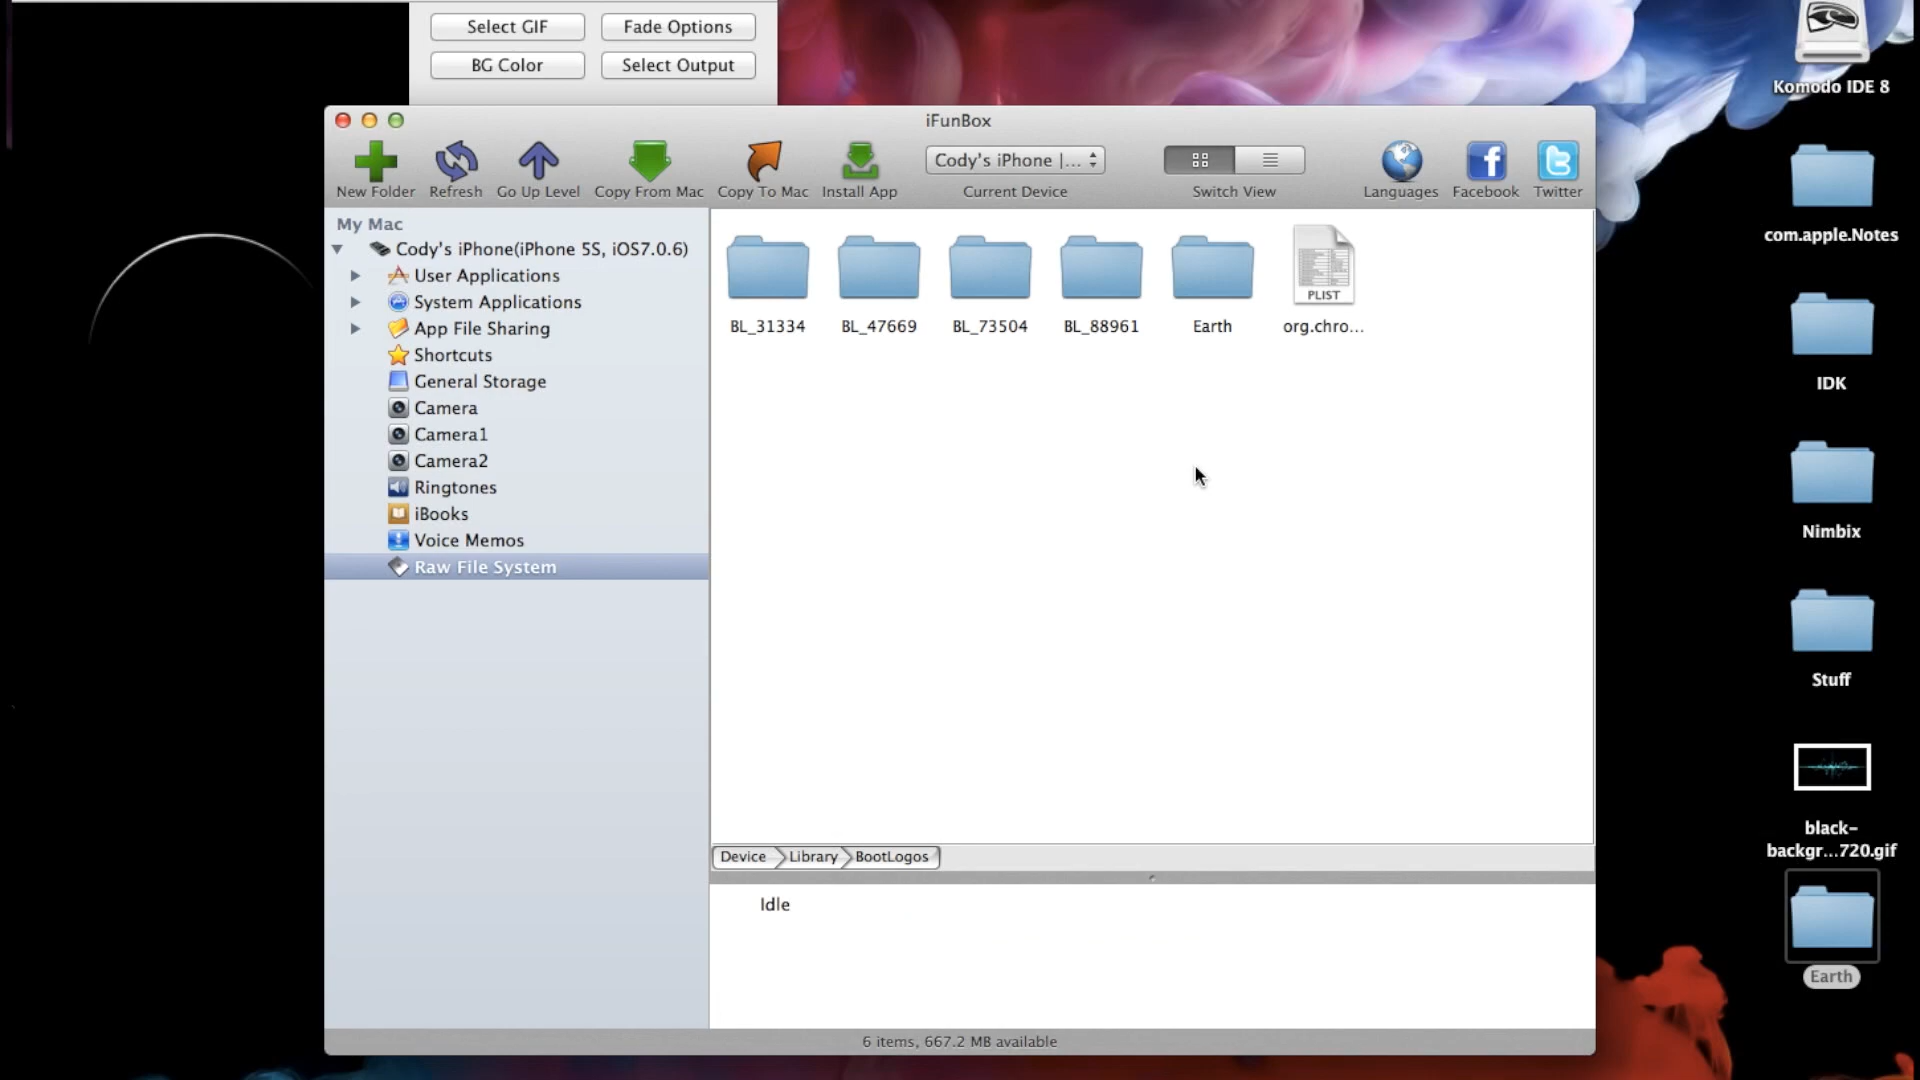 Select GIF
Fade Options
BG Color
Select Output
Komodo IDE 8
iFunBox
New Folder
Refresh
Go Up Level
Copy From Mac
Copy To Mac
Install App
Cody's iPhone |...
Current Device
Switch View
Languages
Facebook
Twitter
My Mac
Cody's iPhone(iPhone 5S, iOS7.0.6)
User Applications
System Applications
App File Sharing
Shortcuts
General Storage
Camera
Camera1
Camera2
Ringtones
iBooks
Voice Memos
Raw File System
BL_31334
BL_47669
BL_73504
BL_88961
Earth
PLIST
org.chro...
Device
Library
BootLogos
Idle
6 items, 667.2 MB available
com.apple.Notes
IDK
Nimbix
Stuff
black-
backgr...720.gif
Earth